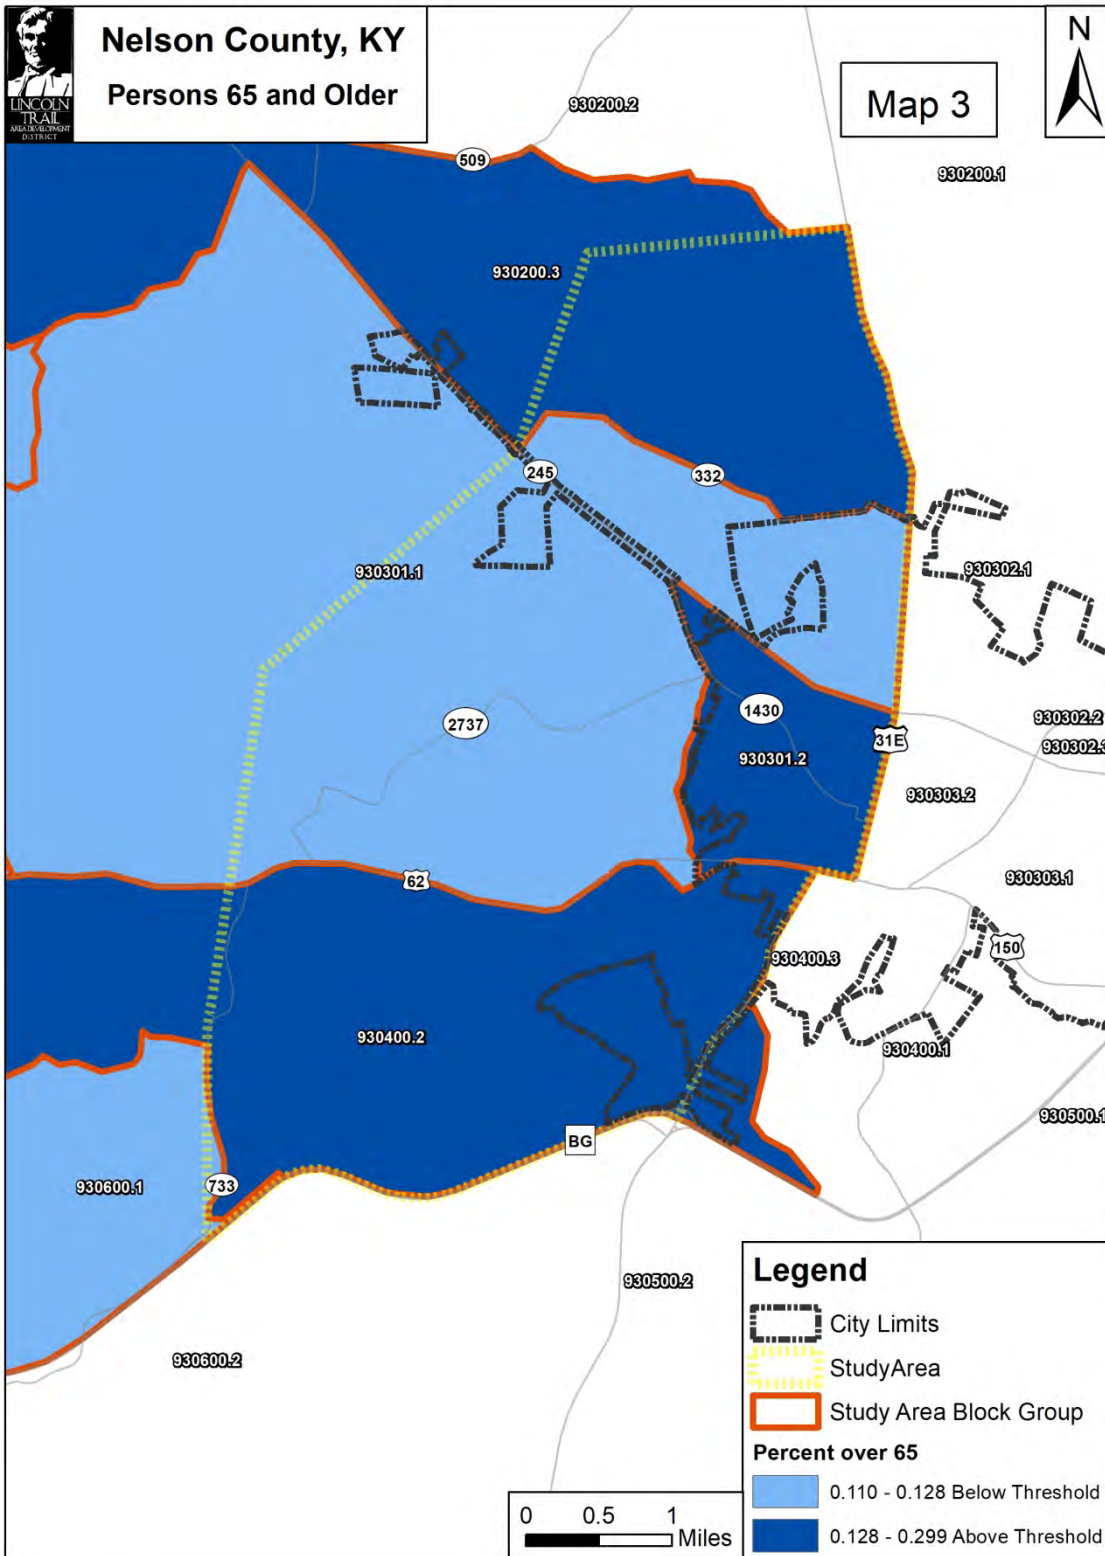 LINCOLN
TRAIL
AREA DEVELOPMENT
DISTRICT
Nelson County, KY
Persons 65 and Older
Map 3
N
930200.2
509
930200.1
930200.3
245
332
930301.1
930302.1
2737
1430
930302.2
31E
930302.3
930301.2
930303.2
62
930303.1
150
930400.3
930400.2
930400.1
930500.1
BG
930600.1
733
930500.2
930600.2
Legend
City Limits
StudyArea
Study Area Block Group
Percent over 65
0.110 - 0.128 Below Threshold
0.128 - 0.299 Above Threshold
0 0.5 1
Miles